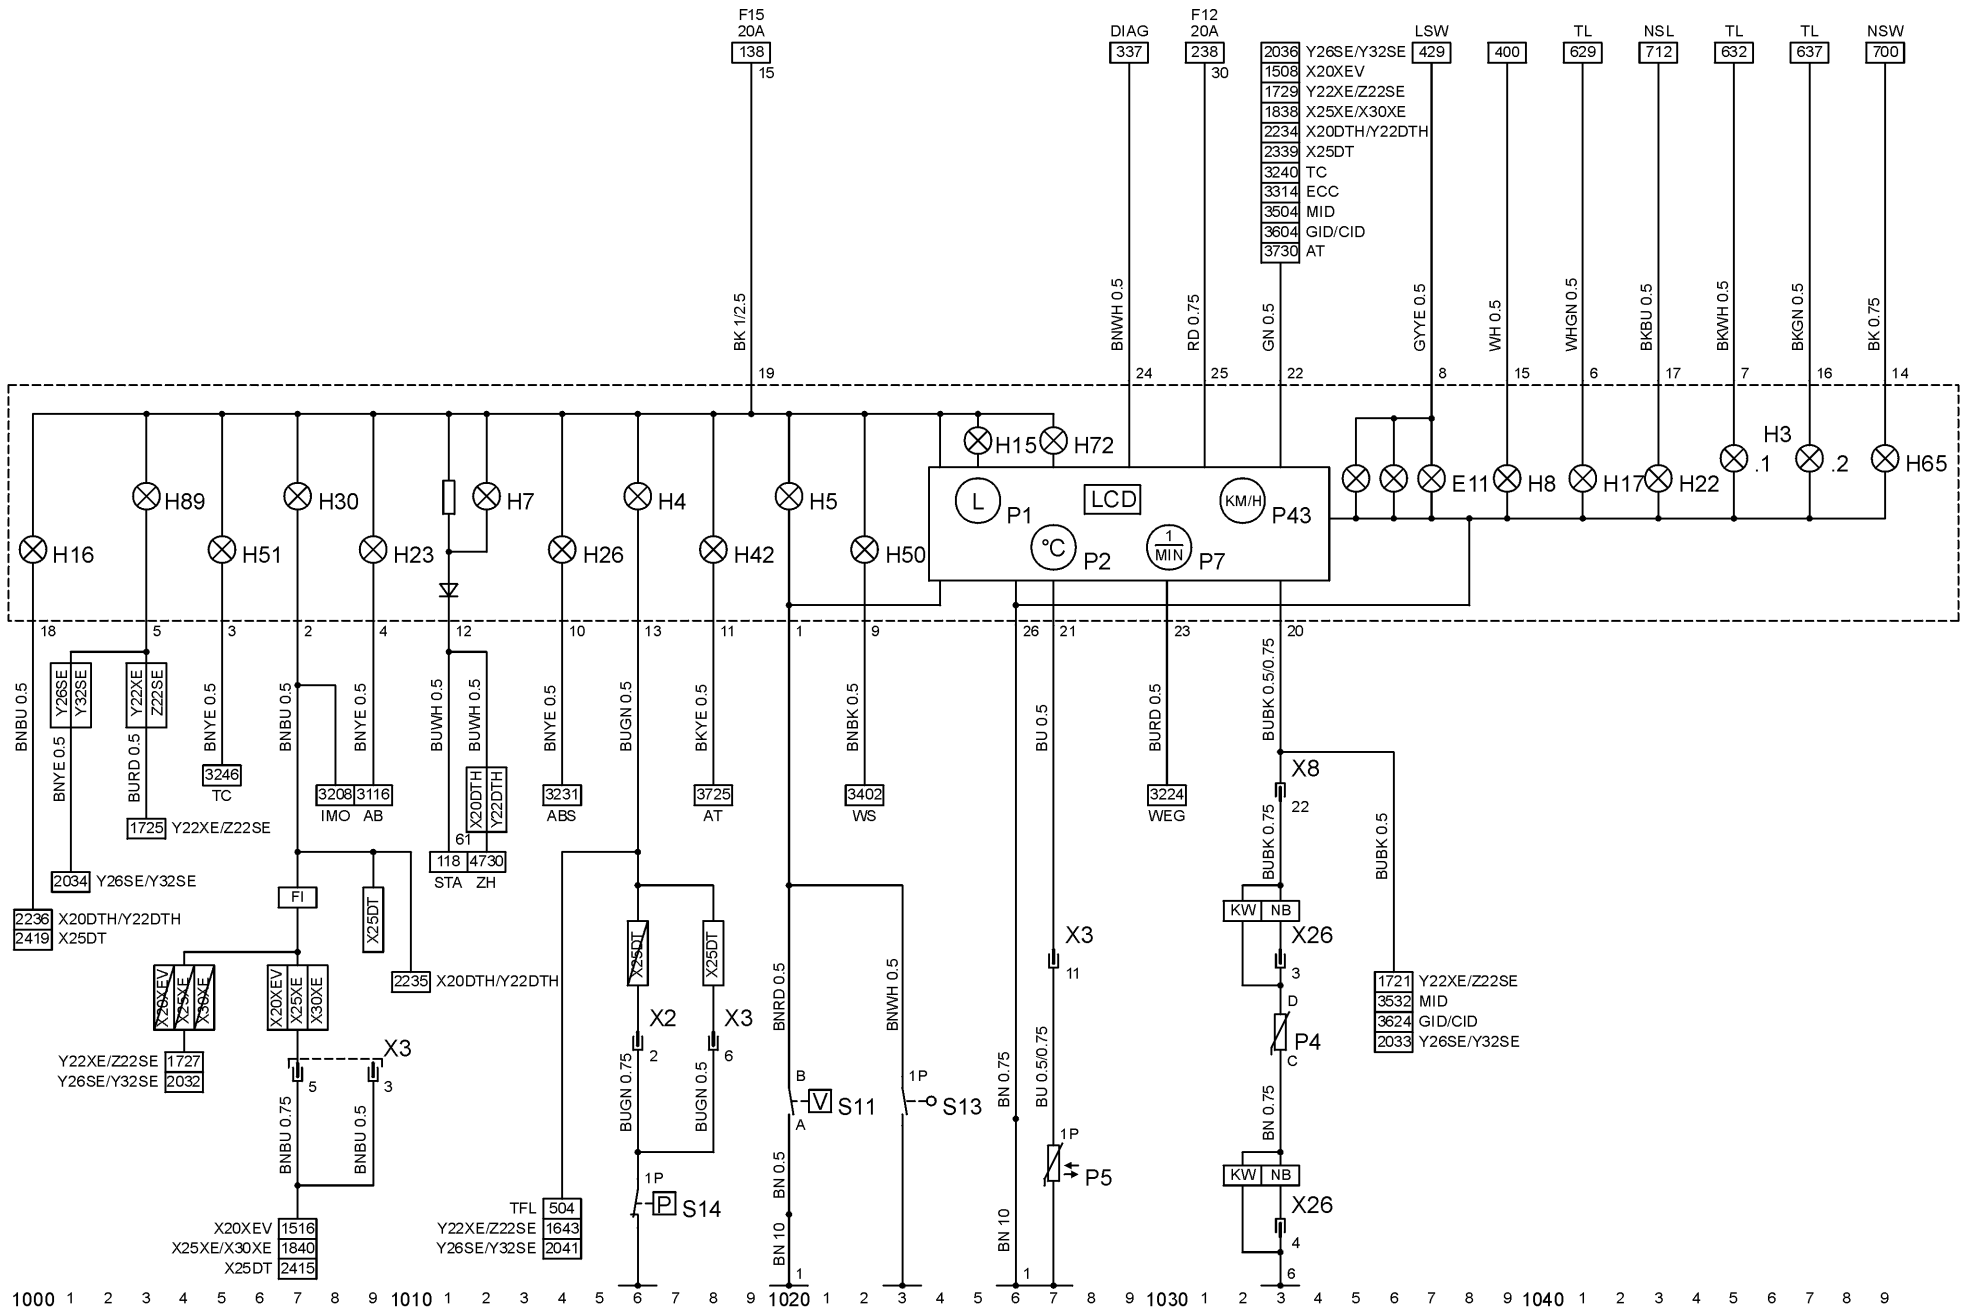 F15
20A
138
15
DIAG
337
F12
20A
238
30
2036 Y26SE/Y32SE
1508 X20XEV
1729 Y22XE/Z22SE
1838 X25XE/X30XE
2234 X20DTH/Y22DTH
2339 X25DT
3240 TC
3314 ECC
3504 MID
3604 GID/CID
3730 AT
LSW
429
400
TL
629
NSL
712
TL
632
TL
637
NSW
700
BK 1/2.5
BNWH 0.5
RD 0.75
GN 0.5
GYYE 0.5
WH 0.5
WHGN 0.5
BKBU 0.5
BKWH 0.5
BKGN 0.5
BK 0.75
19 24 25 22 8 15 6 17 7 16 14
H15 H72
H3
.1 .2
H65
H89 H30 H7 H4 H5
L P1
LCD
KM/H P43
E11 H8 H17 H22
H16 H51 H23 H26 H42 H50
°C P2
1
MIN P7
18 5 3 2 4 12 10 13 11 1 9 26 21 23 20
Y26SE
Y32SE
Y22XE
Z22SE
BNBU 0.5
BNYE 0.5
BURD 0.5
BNYE 0.5
BNBU 0.5
BNYE 0.5
BUWH 0.5
BUWH 0.5
BNYE 0.5
BUGN 0.5
BKYE 0.5
BNBK 0.5
BU 0.5
BURD 0.5
BUBK 0.5/0.75
3246
TC
3208 3116
IMO AB
X20DTH
Y22DTH
3231
ABS
3725
AT
3402
WS
3224
WEG
X8
22
1725 Y22XE/Z22SE
61
118 4730
STA ZH
BUBK 0.75
BUBK 0.5
2034 Y26SE/Y32SE
2236 X20DTH/Y22DTH
2419 X25DT
FI
X25DT
X25DT
X25DT
KW NB
X26
3
X3
11
X20XEV
X25XE
X30XE
X20XEV
X25XE
X30XE
2235 X20DTH/Y22DTH
BNRD 0.5
BNWH 0.5
1721 Y22XE/Z22SE
3532 MID
3624 GID/CID
2033 Y26SE/Y32SE
D
P4
C
X2
2
X3
6
X3
5 3
Y22XE/Z22SE 1727
Y26SE/Y32SE 2032
BNBU 0.75
BNBU 0.5
BUGN 0.75
BUGN 0.5
B
V S11
A
1P
S13
BN 0.75
BU 0.5/0.75
BN 0.75
1P
P5
KW NB
X26
4
1P
P S14
BN 0.5
BN 10
BN 10
TFL 504
Y22XE/Z22SE 1643
Y26SE/Y32SE 2041
X20XEV 1516
X25XE/X30XE 1840
X25DT 2415
1 1 6
1000 1 2 3 4 5 6 7 8 9 1010 1 2 3 4 5 6 7 8 9 1020 1 2 3 4 5 6 7 8 9 1030 1 2 3 4 5 6 7 8 9 1040 1 2 3 4 5 6 7 8 9